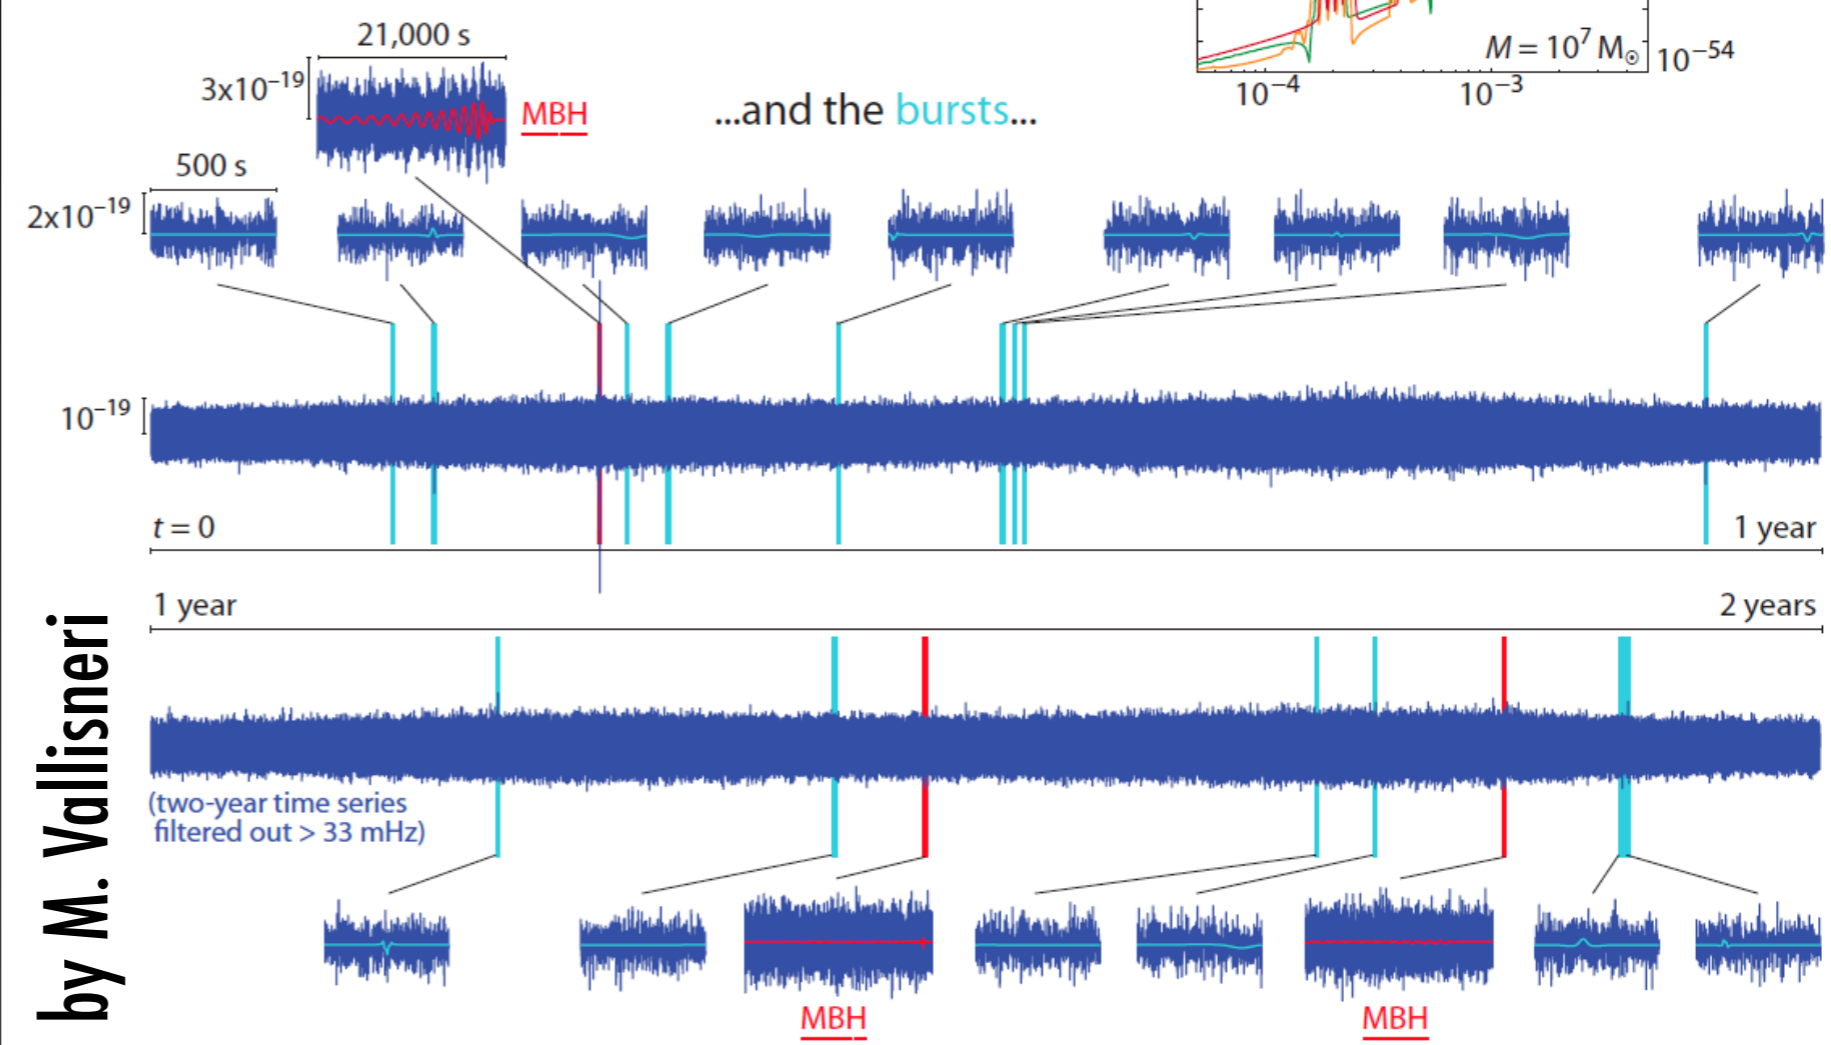 21,000 s
3x10⁻¹⁹
MBH
...and the bursts...
M = 10⁷ M☉
10⁻⁵⁴
10⁻⁴
10⁻³
500 s
2x10⁻¹⁹
10⁻¹⁹
t = 0
1 year
1 year
2 years
(two-year time series
filtered out > 33 mHz)
MBH
MBH
by M. Vallisneri